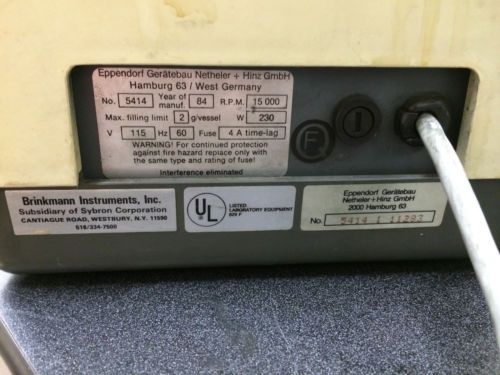 Eppendorf Gerätebau Netheler + Hinz GmbH
Hamburg 63 / West Germany
No. 5414 Year of manuf. 84 R.P.M. 15 000
Max. filling limit 2 g/vessel W 230
V 115 Hz 60 Fuse 4 A time-lag
WARNING! For continued protection
against fire hazard replace only with
the same type and rating of fuse!
Interference eliminated
F
Brinkmann Instruments, Inc.
Subsidiary of Sybron Corporation
CANTIAGUE ROAD, WESTBURY, N.Y. 11590
516/334-7500
UL
LISTED
LABORATORY EQUIPMENT
829 F
Eppendorf Gerätebau
Netheler + Hinz GmbH
2000 Hamburg 63
No. 5414 L 11293